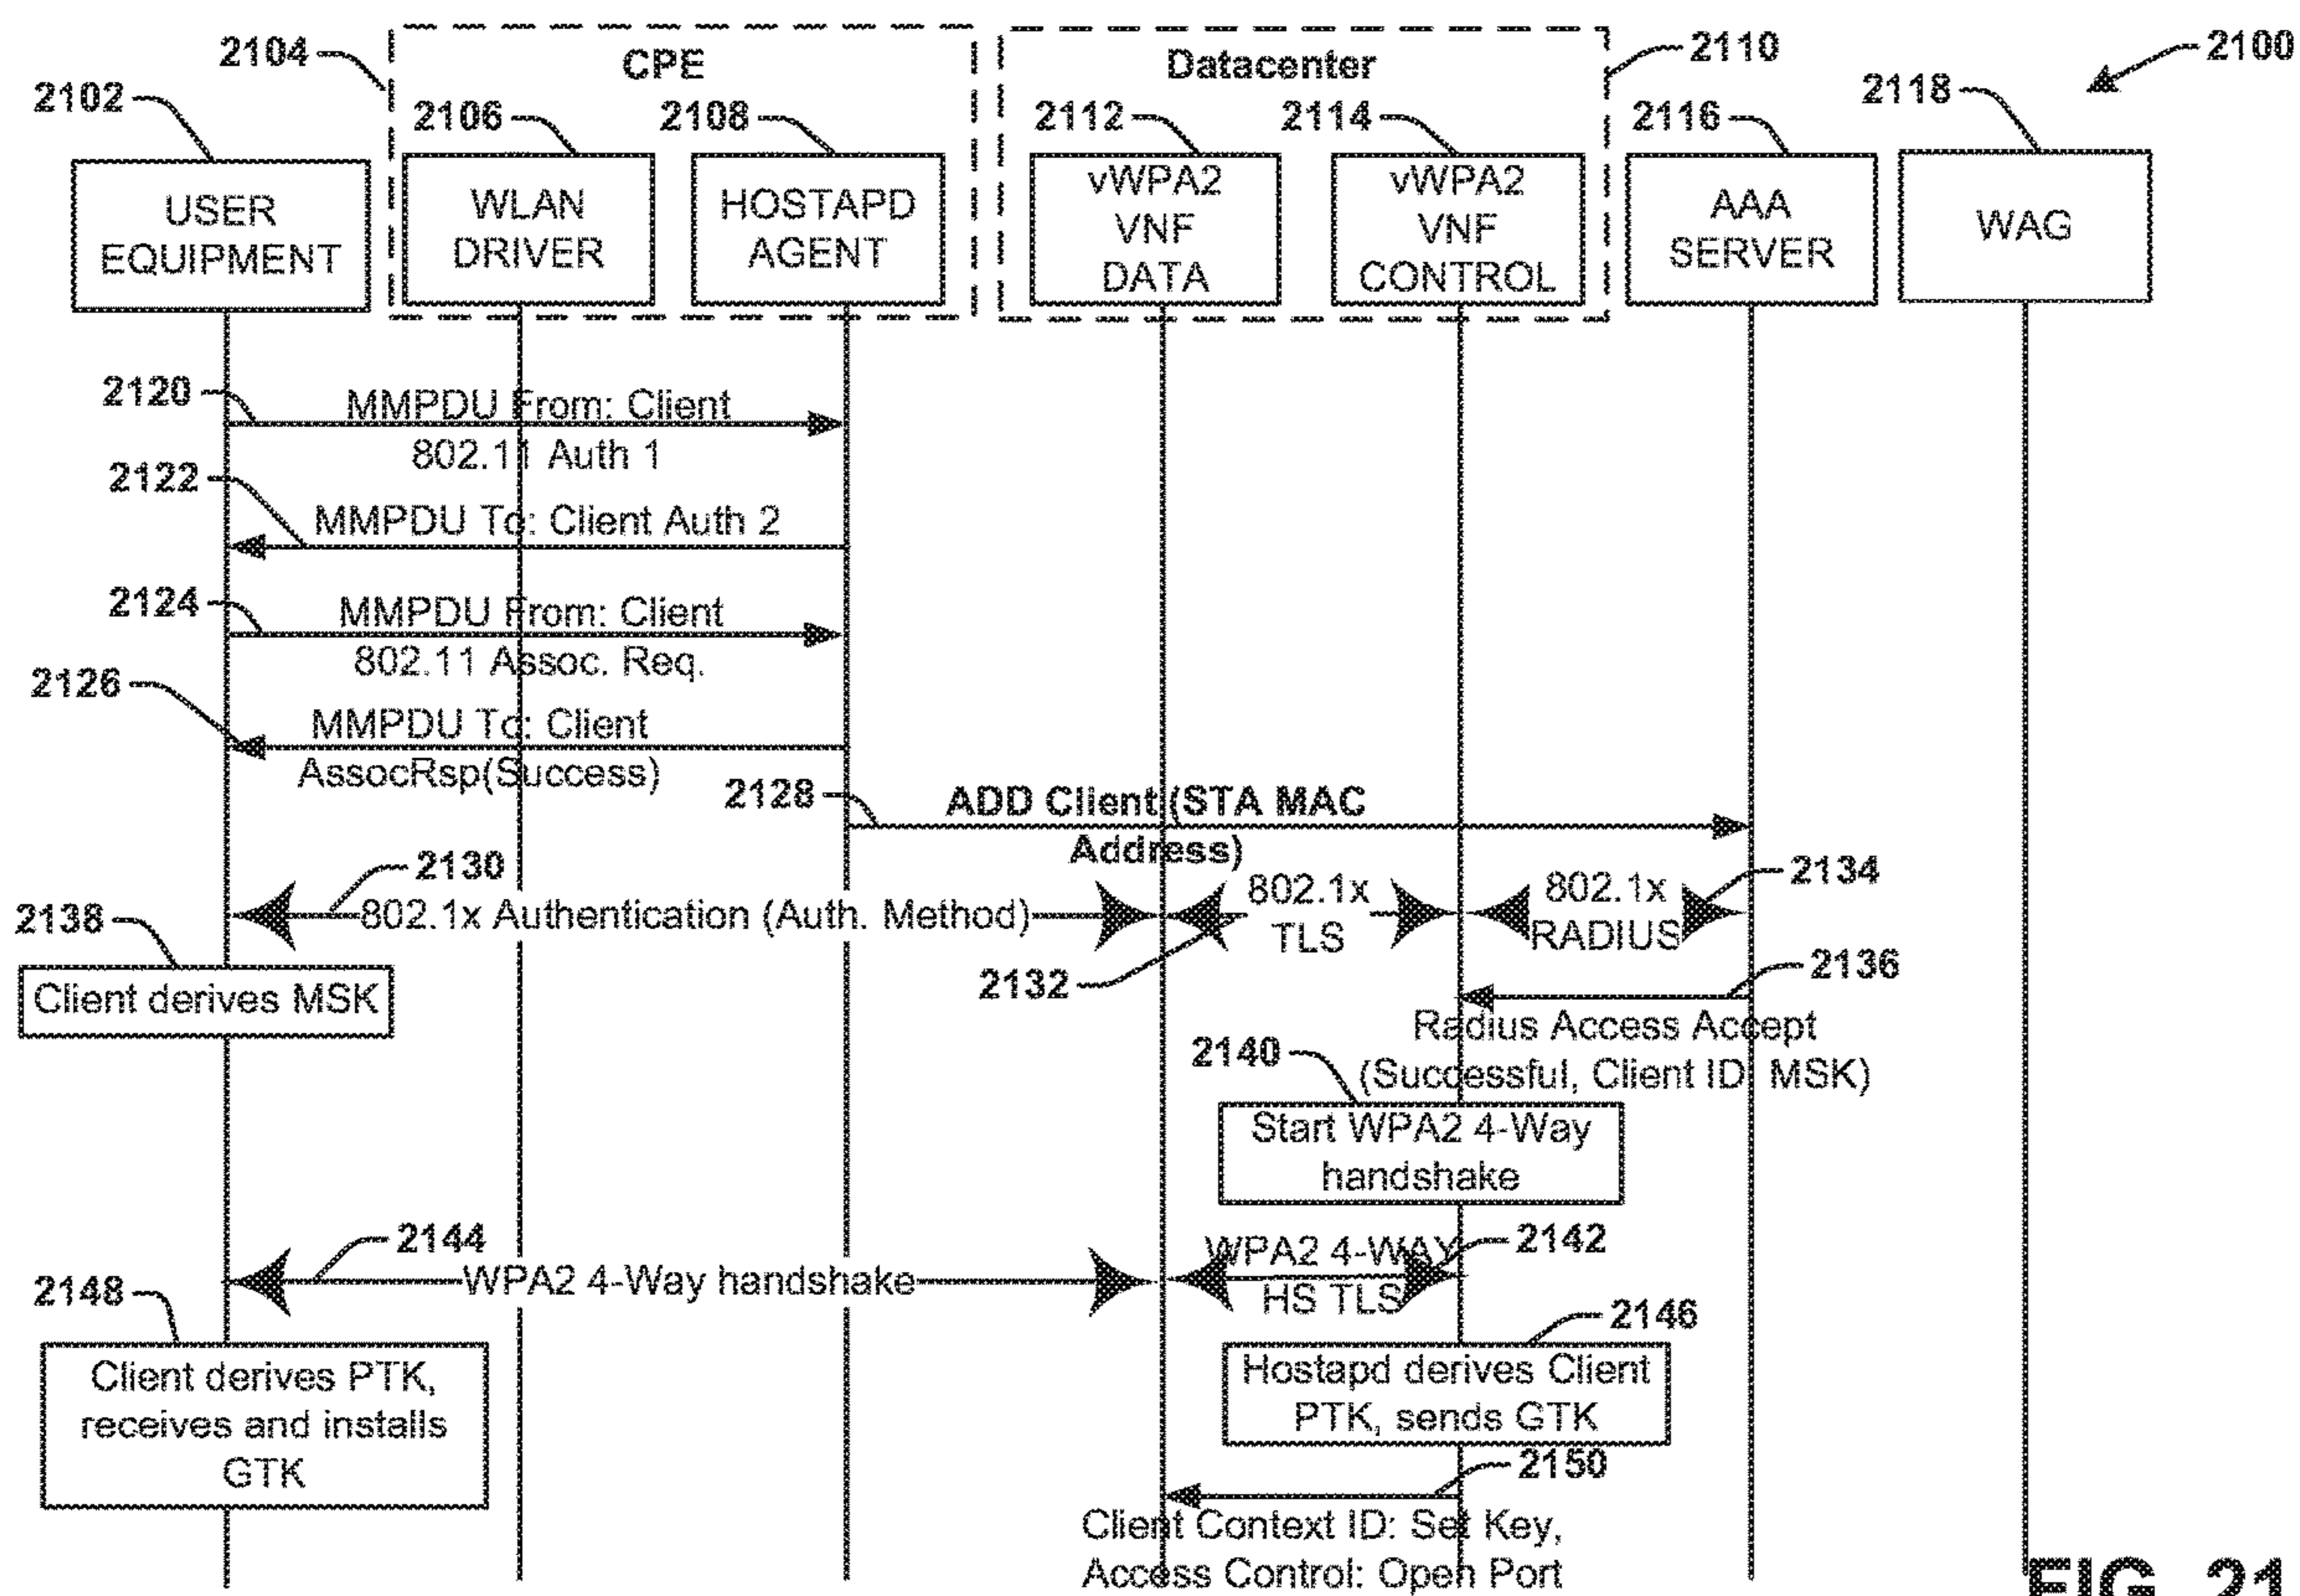 2104
CPE
Datacenter
2110
2100
2102
2106
2108
2112
2114
2116
2118
USER
EQUIPMENT
WLAN
DRIVER
HOSTAPD
AGENT
vWPA2
VNF
DATA
vWPA2
VNF
CONTROL
AAA
SERVER
WAG
2120
MMPDU From: Client
802.11 Auth 1
2122
MMPDU To: Client Auth 2
2124
MMPDU From: Client
802.11 Assoc. Req.
2126
MMPDU To: Client
AssocRsp(Success)
2128
ADD Client (STA MAC
Address)
2130
802.1x Authentication (Auth. Method)
802.1x
TLS
2132
802.1x
RADIUS
2134
2138
Client derives MSK
2136
Radius Access Accept
(Successful, Client ID, MSK)
2140
Start WPA2 4-Way
handshake
2144
WPA2 4-Way handshake
WPA2 4-WAY
HS TLS
2142
2148
Client derives PTK,
receives and installs
GTK
2146
Hostapd derives Client
PTK, sends GTK
2150
Client Context ID: Set Key,
Access Control: Open Port
FIG. 21